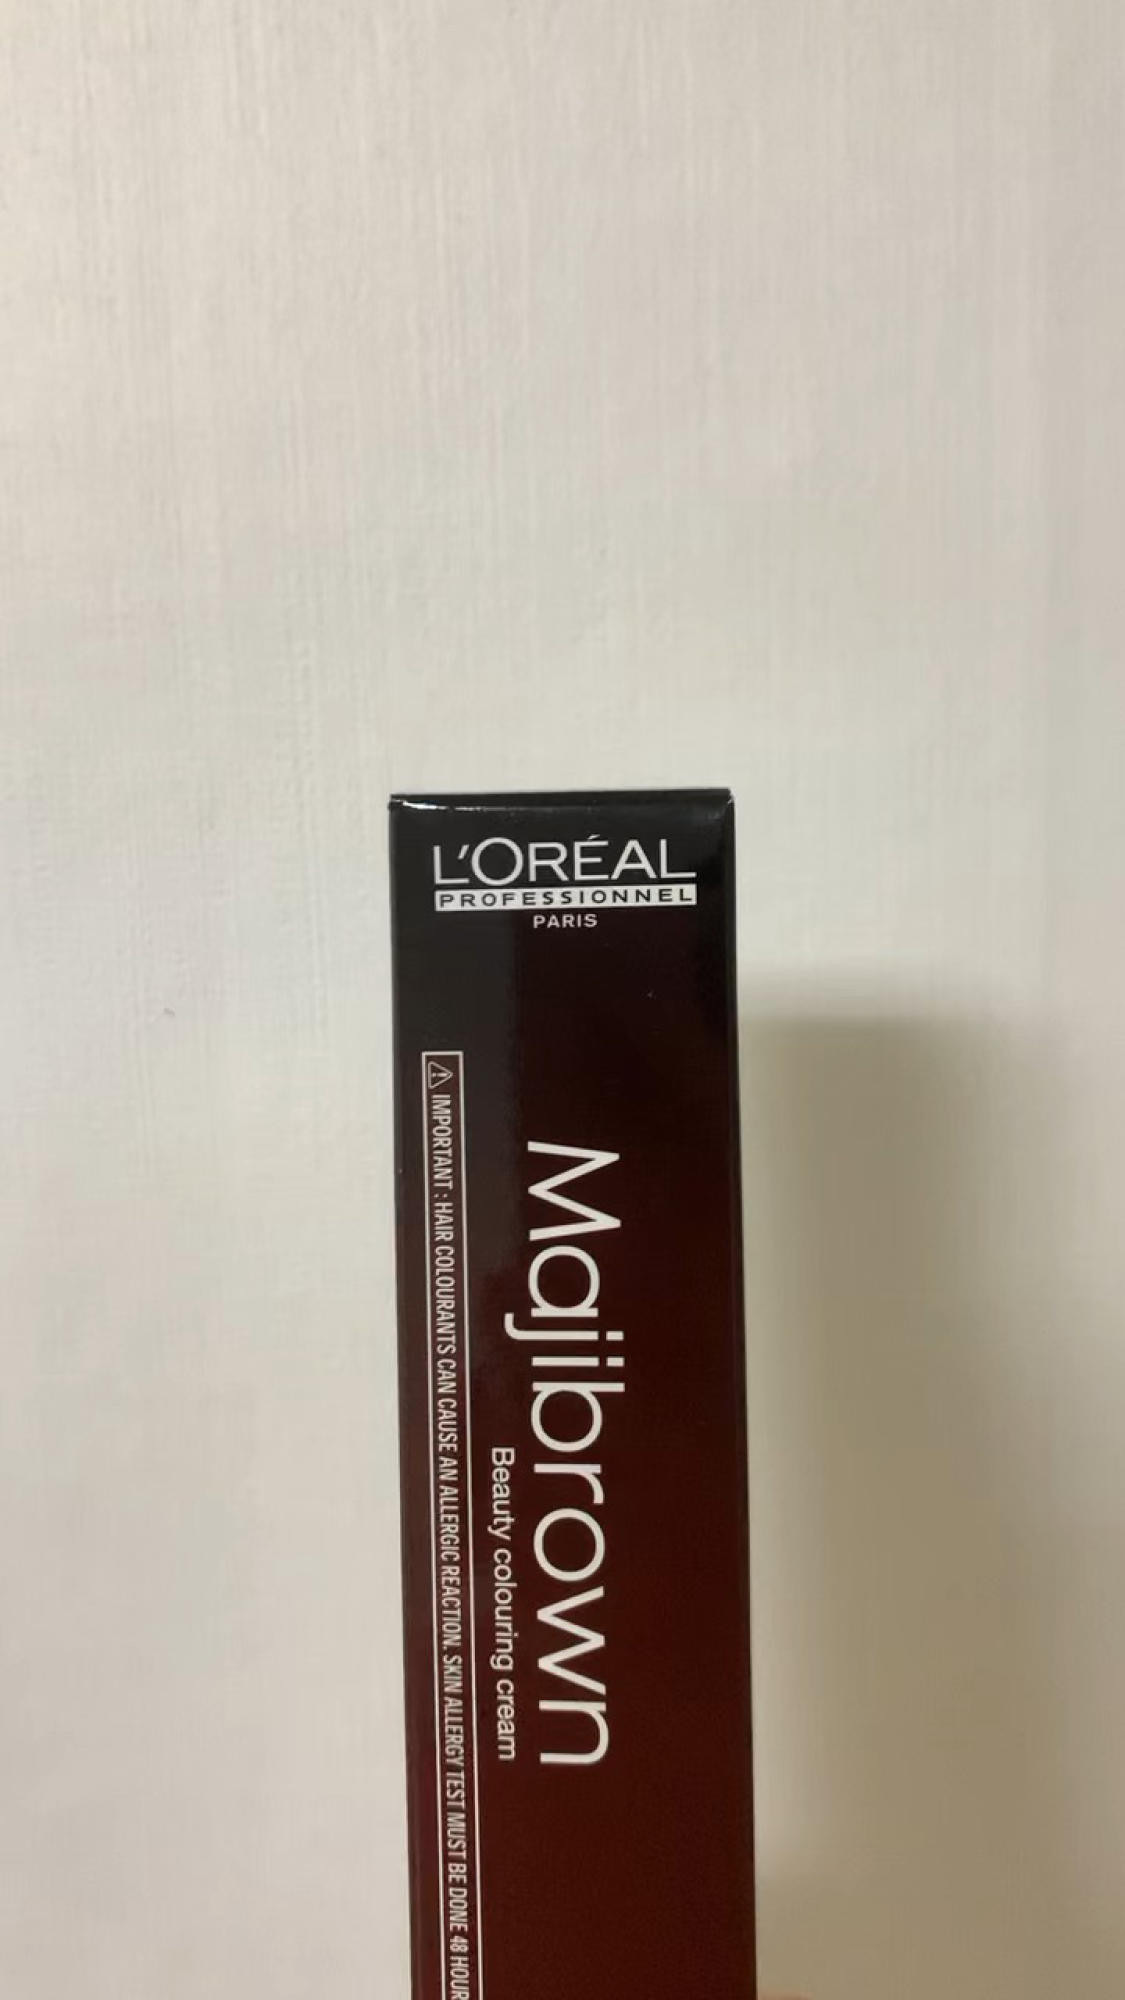 L'ORÉAL
PROFESSIONNEL
PARIS
Majibrown
Beauty colouring cream
⚠ IMPORTANT : HAIR COLOURANTS CAN CAUSE AN ALLERGIC REACTION. SKIN ALLERGY TEST MUST BE DONE 48 HOUR